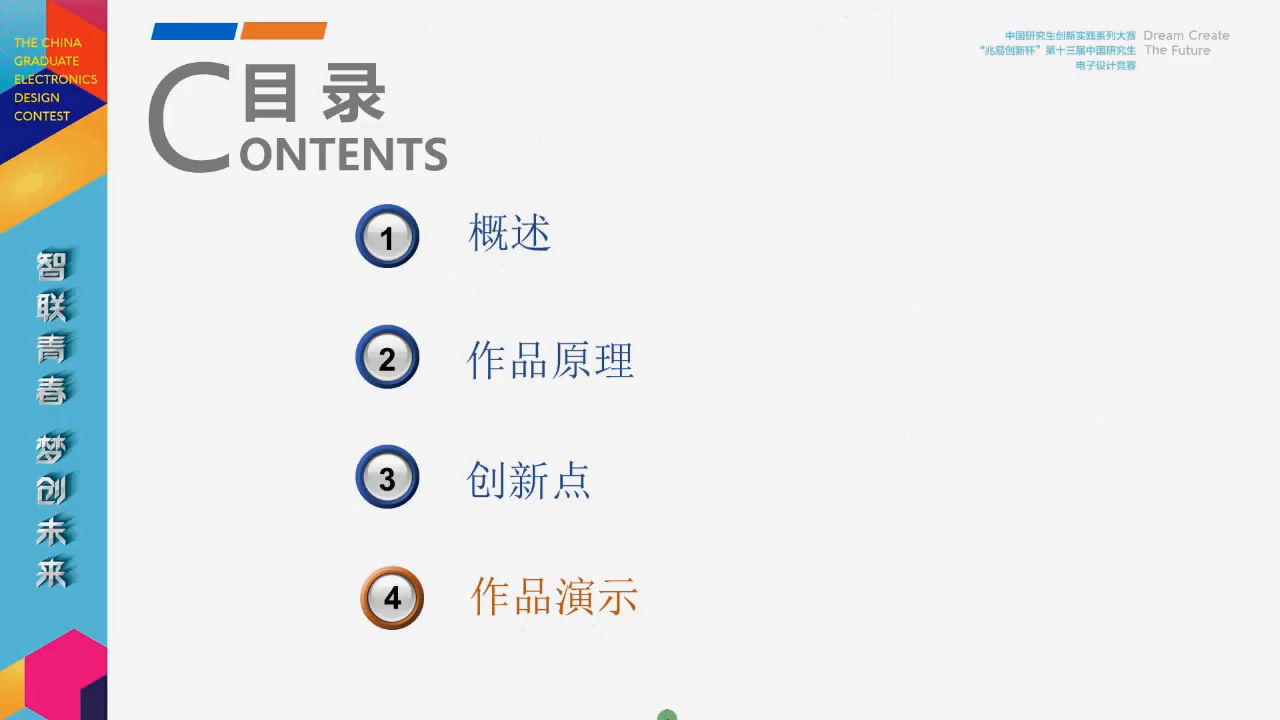 THE CHINA
GRADUATE
ELECTRONICS
DESIGN
CONTEST
智联青春 梦创未来
目录
CONTENTS
中国研究生创新实践系列大赛
“兆易创新杯”第十三届中国研究生
电子设计竞赛
Dream Create
The Future
1 概述
2 作品原理
3 创新点
4 作品演示